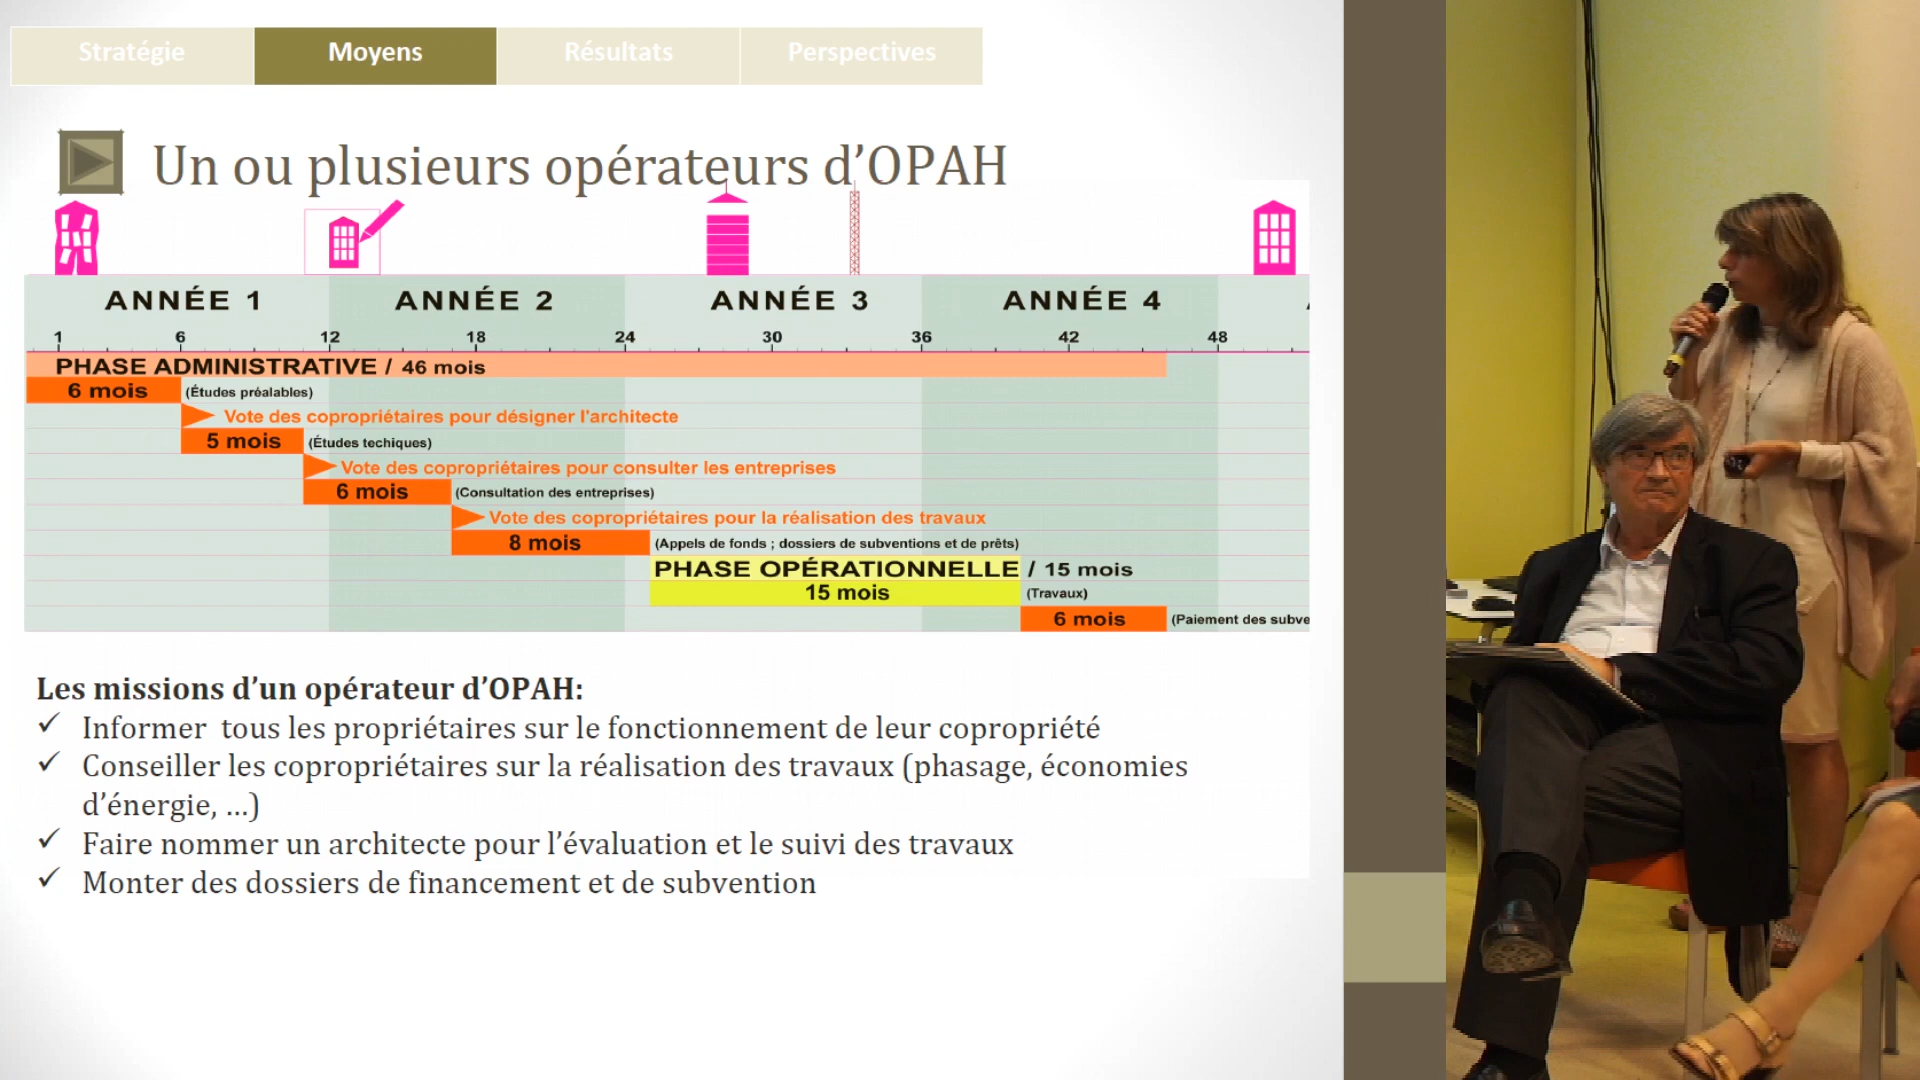 Stratégie Moyens Résultats Perspectives
Un ou plusieurs opérateurs d'OPAH
ANNÉE 1 ANNÉE 2 ANNÉE 3 ANNÉE 4
1 6 12 18 24 30 36 42 48
PHASE ADMINISTRATIVE / 46 mois
6 mois (Études préalables)
Vote des copropriétaires pour désigner l'architecte
5 mois (Études techiques)
Vote des copropriétaires pour consulter les entreprises
6 mois (Consultation des entreprises)
Vote des copropriétaires pour la réalisation des travaux
8 mois (Appels de fonds ; dossiers de subventions et de prêts)
PHASE OPÉRATIONNELLE / 15 mois
15 mois (Travaux)
6 mois (Paiement des subve
Les missions d'un opérateur d'OPAH:
✓ Informer tous les propriétaires sur le fonctionnement de leur copropriété
✓ Conseiller les copropriétaires sur la réalisation des travaux (phasage, économies
d'énergie, ...)
✓ Faire nommer un architecte pour l'évaluation et le suivi des travaux
✓ Monter des dossiers de financement et de subvention